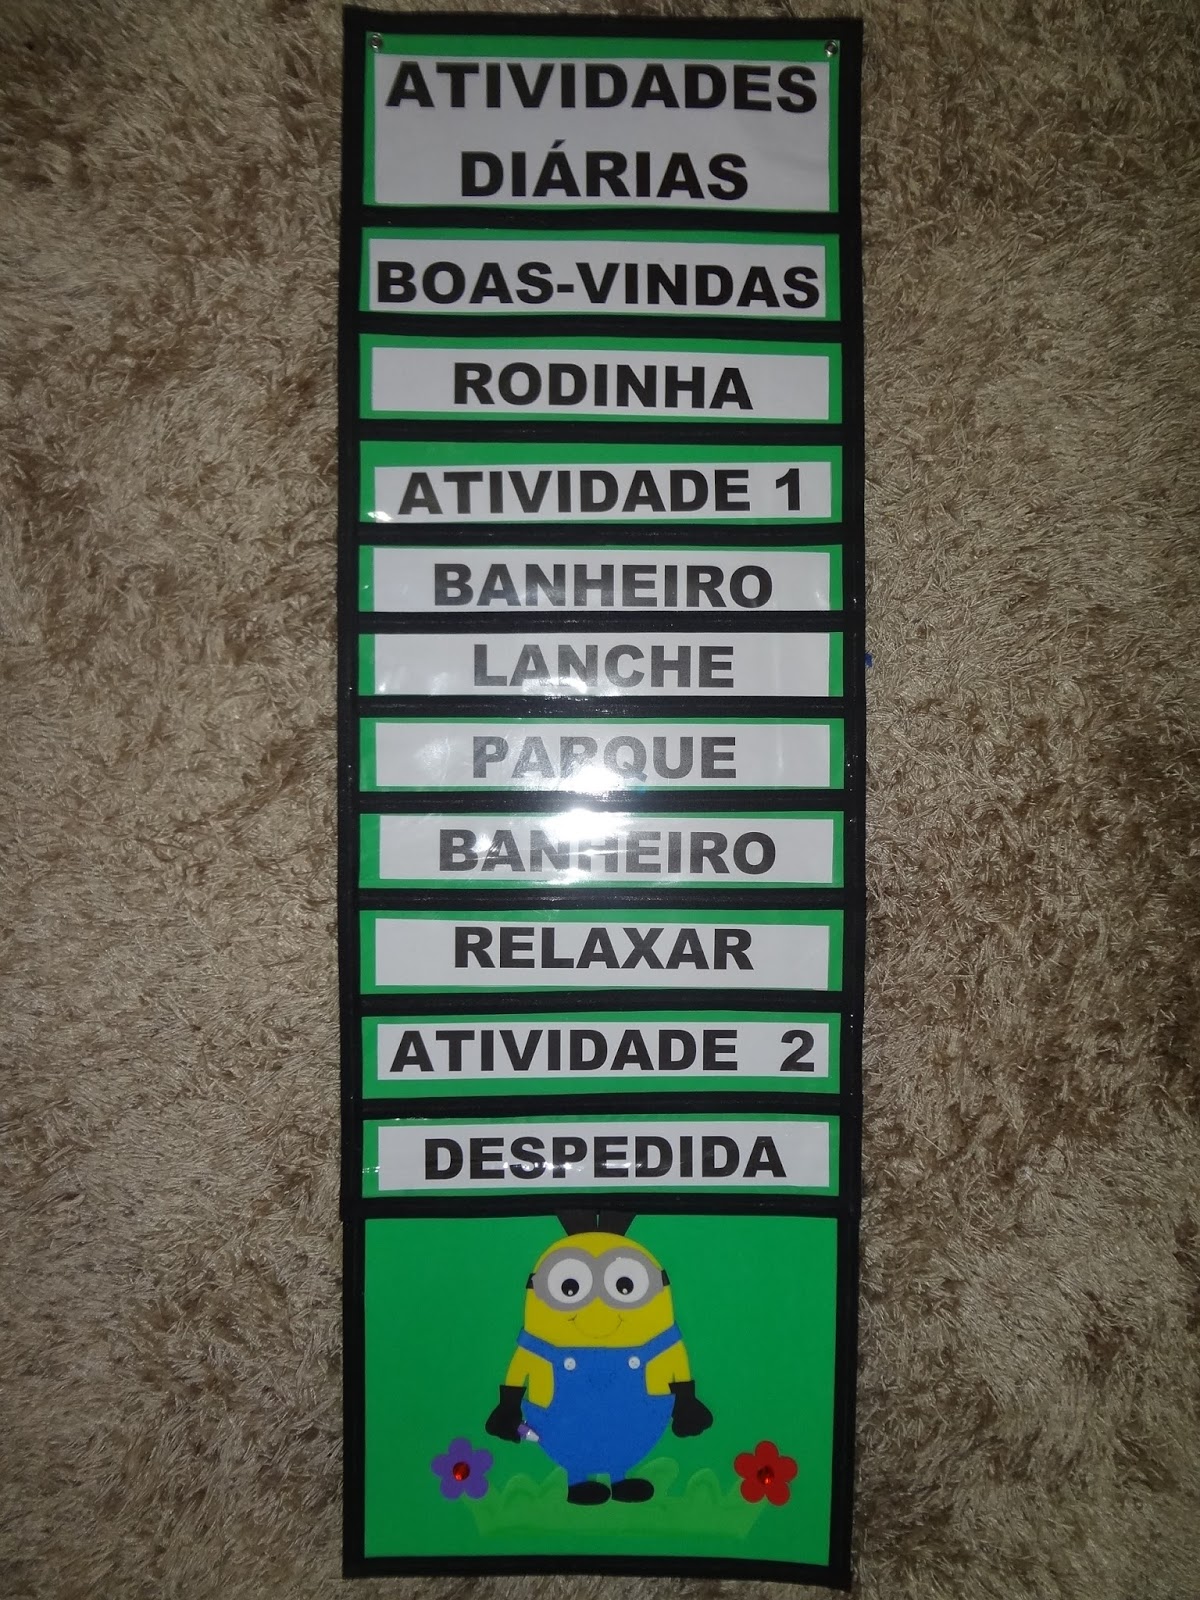 ATIVIDADES
DIÁRIAS
BOAS-VINDAS
RODINHA
ATIVIDADE 1
BANHEIRO
LANCHE
PARQUE
BANHEIRO
RELAXAR
ATIVIDADE 2
DESPEDIDA